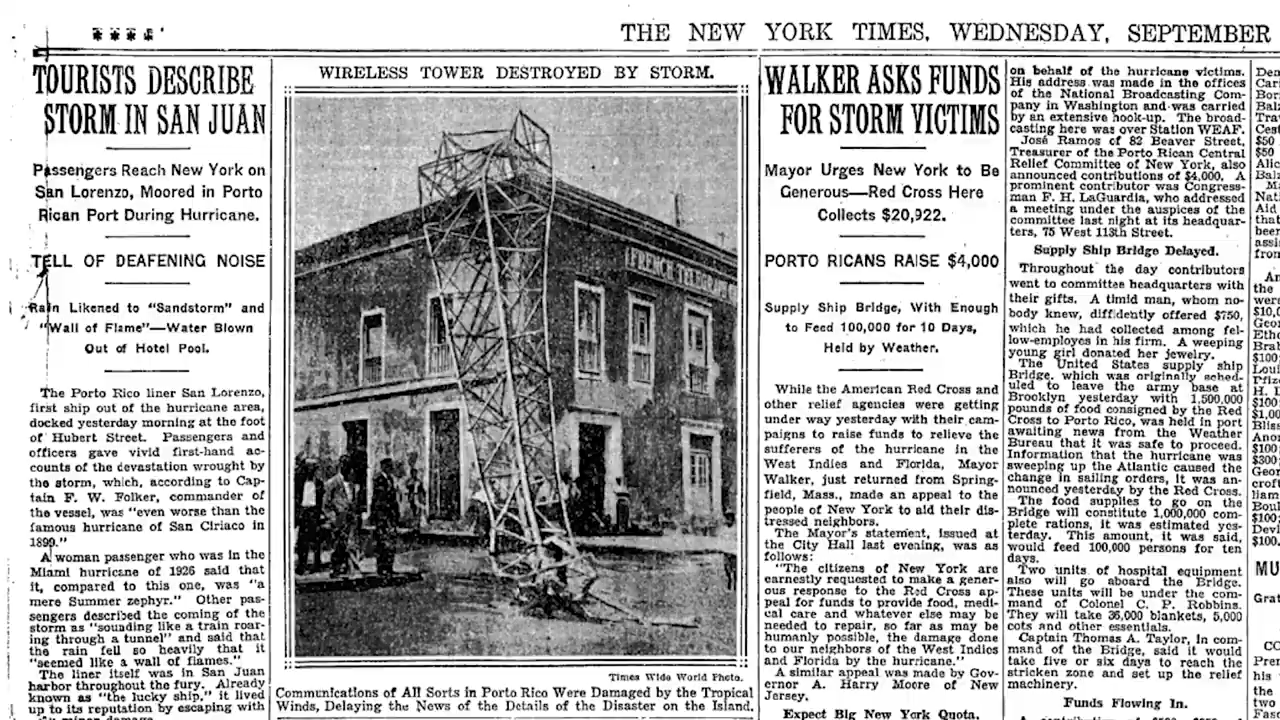 THE NEW YORK TIMES, WEDNESDAY, SEPTEMBER
TOURISTS DESCRIBE
STORM IN SAN JUAN
Passengers Reach New York on
San Lorenzo, Moored in Porto
Rican Port During Hurricane.
TELL OF DEAFENING NOISE
Rain Likened to "Sandstorm" and
"Wall of Flame"—Water Blown
Out of Hotel Pool.
The Porto Rico liner San Lorenzo,
first ship out of the hurricane area,
docked yesterday morning at the foot
of Hubert Street. Passengers and
officers gave vivid first-hand ac-
counts of the devastation wrought by
the storm, which, according to Cap-
tain F. W. Folker, commander of
the vessel, was "even worse than the
famous hurricane of San Ciriaco in
1899."
A woman passenger who was in the
Miami hurricane of 1926 said that
it, compared to this one, was "a
mere Summer zephyr." Other pas-
sengers described the coming of the
storm as "sounding like a train roar-
ing through a tunnel" and said that
the rain fell so heavily that it
"seemed like a wall of flames."
The liner itself was in San Juan
harbor throughout the fury. Already
known as "the lucky ship," it lived
up to its reputation by escaping with
minor damage
WIRELESS TOWER DESTROYED BY STORM.
FRENCH TELEGRAPH
Times Wide World Photo.
Communications of All Sorts in Porto Rico Were Damaged by the Tropical
Winds, Delaying the News of the Details of the Disaster on the Island.
WALKER ASKS FUNDS
FOR STORM VICTIMS
Mayor Urges New York to Be
Generous—Red Cross Here
Collects $20,922.
PORTO RICANS RAISE $4,000
Supply Ship Bridge, With Enough
to Feed 100,000 for 10 Days,
Held by Weather.
While the American Red Cross and
other relief agencies were getting
under way yesterday with their cam-
paigns to raise funds to relieve the
sufferers of the hurricane in the
West Indies and Florida, Mayor
Walker, just returned from Spring-
field, Mass., made an appeal to the
people of New York to aid their dis-
tressed neighbors.
The Mayor's statement, issued at
the City Hall last evening, was as
follows:
"The citizens of New York are
earnestly requested to make a gener-
ous response to the Red Cross ap-
peal for funds to provide food, medi-
cal care and whatever else may be
needed to repair, so far as may be
humanly possible, the damage done
to our neighbors of the West Indies
and Florida by the hurricane."
A similar appeal was made by Gov-
ernor A. Harry Moore of New
Jersey.
Expect Big New York Quota.
on behalf of the hurricane victims.
His address was made in the offices
of the National Broadcasting Com-
pany in Washington and was carried
by an extensive hook-up. The broad-
casting here was over Station WEAF.
José Ramos of 82 Beaver Street,
Treasurer of the Porto Rican Central
Relief Committee of New York, also
announced contributions of $4,000. A
prominent contributor was Congress-
man F. H. LaGuardia, who addressed
a meeting under the auspices of the
committee last night at its headquar-
ters, 75 West 113th Street.
Supply Ship Bridge Delayed.
Throughout the day contributors
went to committee headquarters with
their gifts. A timid man, whom no-
body knew, diffidently offered $750,
which he had collected among fel-
low-employes in his firm. A weeping
young girl donated her jewelry.
The United States supply ship
Bridge, which was originally sched-
uled to leave the army base at
Brooklyn yesterday with 1,500,000
pounds of food consigned by the Red
Cross to Porto Rico, was held in port
awaiting news from the Weather
Bureau that it was safe to proceed.
Information that the hurricane was
sweeping up the Atlantic caused the
change in sailing orders, it was an-
nounced yesterday by the Red Cross.
The food supplies to go on the
Bridge will constitute 1,000,000 com-
plete rations, it was estimated yes-
terday. This amount, it was said,
would feed 100,000 persons for ten
days.
Two units of hospital equipment
also will go aboard the Bridge.
These units will be under the com-
mand of Colonel C. P. Robbins.
They will take 36,000 blankets, 5,000
cots and other essentials.
Captain Thomas A. Taylor, in com-
mand of the Bridge, said it would
take five or six days to reach the
stricken zone and set up the relief
machinery.
Funds Flowing In.